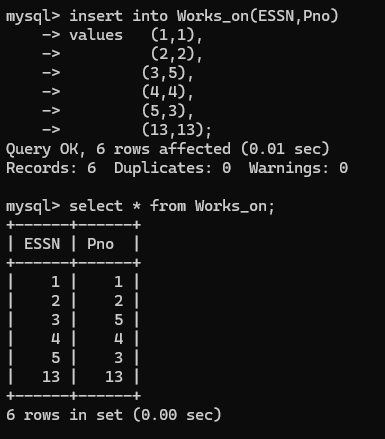 mysql> insert into Works_on(ESSN,Pno)
    -> values   (1,1),
    ->          (2,2),
    ->         (3,5),
    ->         (4,4),
    ->         (5,3),
    ->         (13,13);
Query OK, 6 rows affected (0.01 sec)
Records: 6  Duplicates: 0  Warnings: 0

mysql> select * from Works_on;
+------+------+
| ESSN | Pno  |
+------+------+
|    1 |    1 |
|    2 |    2 |
|    3 |    5 |
|    4 |    4 |
|    5 |    3 |
|   13 |   13 |
+------+------+
6 rows in set (0.00 sec)